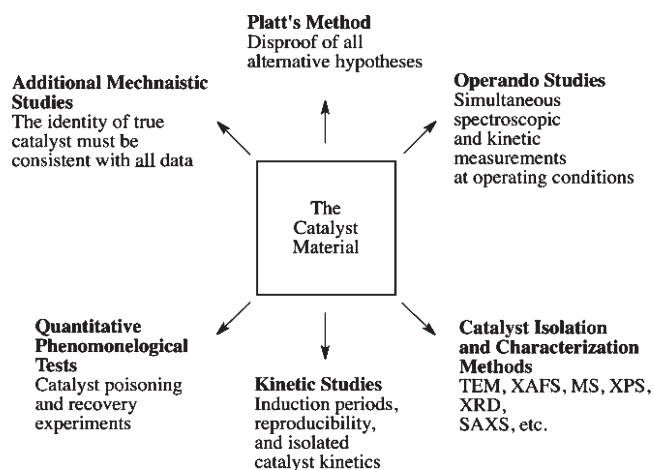 Platt's Method
Disproof of all
alternative hypotheses
Additional Mechnaistic
Studies
The identity of true
catalyst must be
consistent with all data
Operando Studies
Simultaneous
spectroscopic
and kinetic
measurements
at operating conditions
The
Catalyst
Material
Quantitative
Phenomonelogical
Tests
Catalyst poisoning
and recovery
experiments
Kinetic Studies
Induction periods,
reproducibility,
and isolated
catalyst kinetics
Catalyst Isolation
and Characterization
Methods
TEM, XAFS, MS, XPS,
XRD,
SAXS, etc.